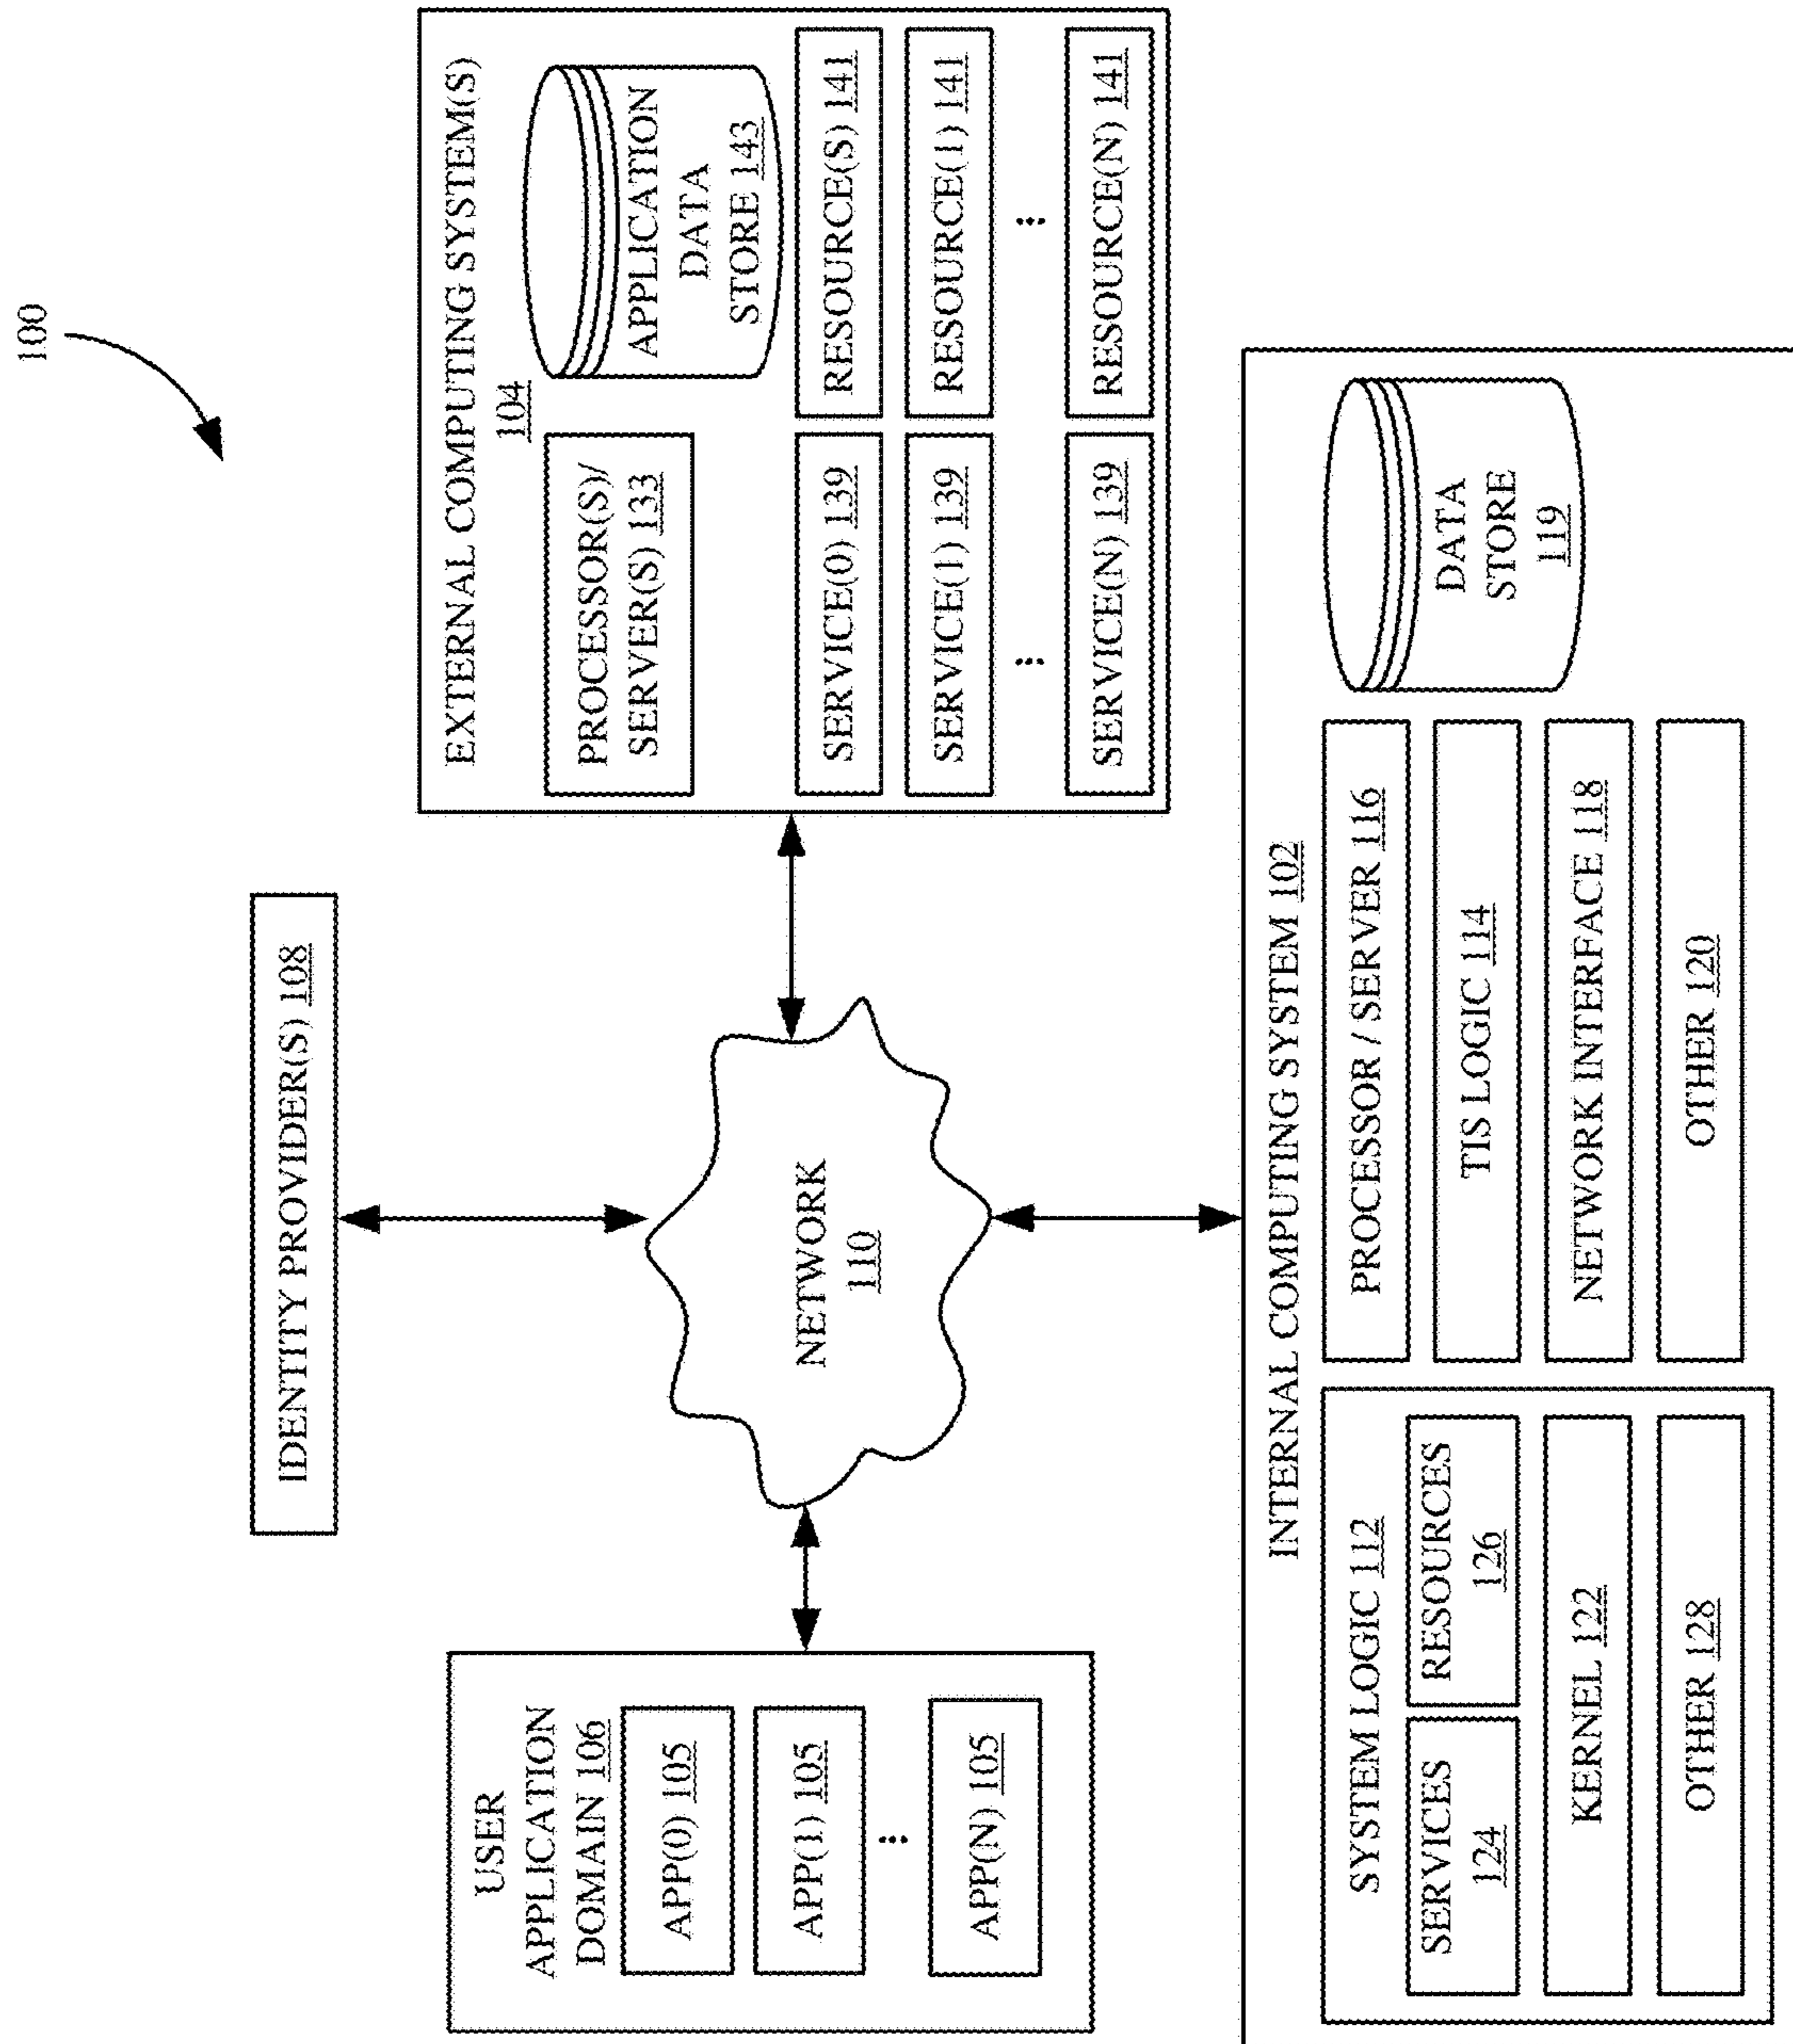 100
IDENTITY PROVIDER(S) 108
USER
APPLICATION
DOMAIN 106
APP(0) 105
APP(1) 105
...
APP(N) 105
NETWORK
110
EXTERNAL COMPUTING SYSTEM(S)
104
PROCESSOR(S)/
SERVER(S) 133
APPLICATION
DATA
STORE 143
SERVICE(0) 139
RESOURCE(S) 141
SERVICE(1) 139
RESOURCE(1) 141
...
...
SERVICE(N) 139
RESOURCE(N) 141
INTERNAL COMPUTING SYSTEM 102
SYSTEM LOGIC 112
SERVICES
124
RESOURCES
126
KERNEL 122
OTHER 128
PROCESSOR / SERVER 116
TIS LOGIC 114
NETWORK INTERFACE 118
OTHER 120
DATA
STORE
119